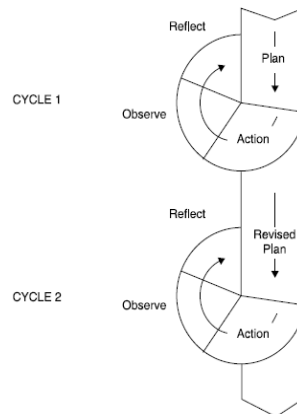 Reflect
Plan
CYCLE 1
Observe
Action
Reflect
Revised
Plan
CYCLE 2
Observe
Action